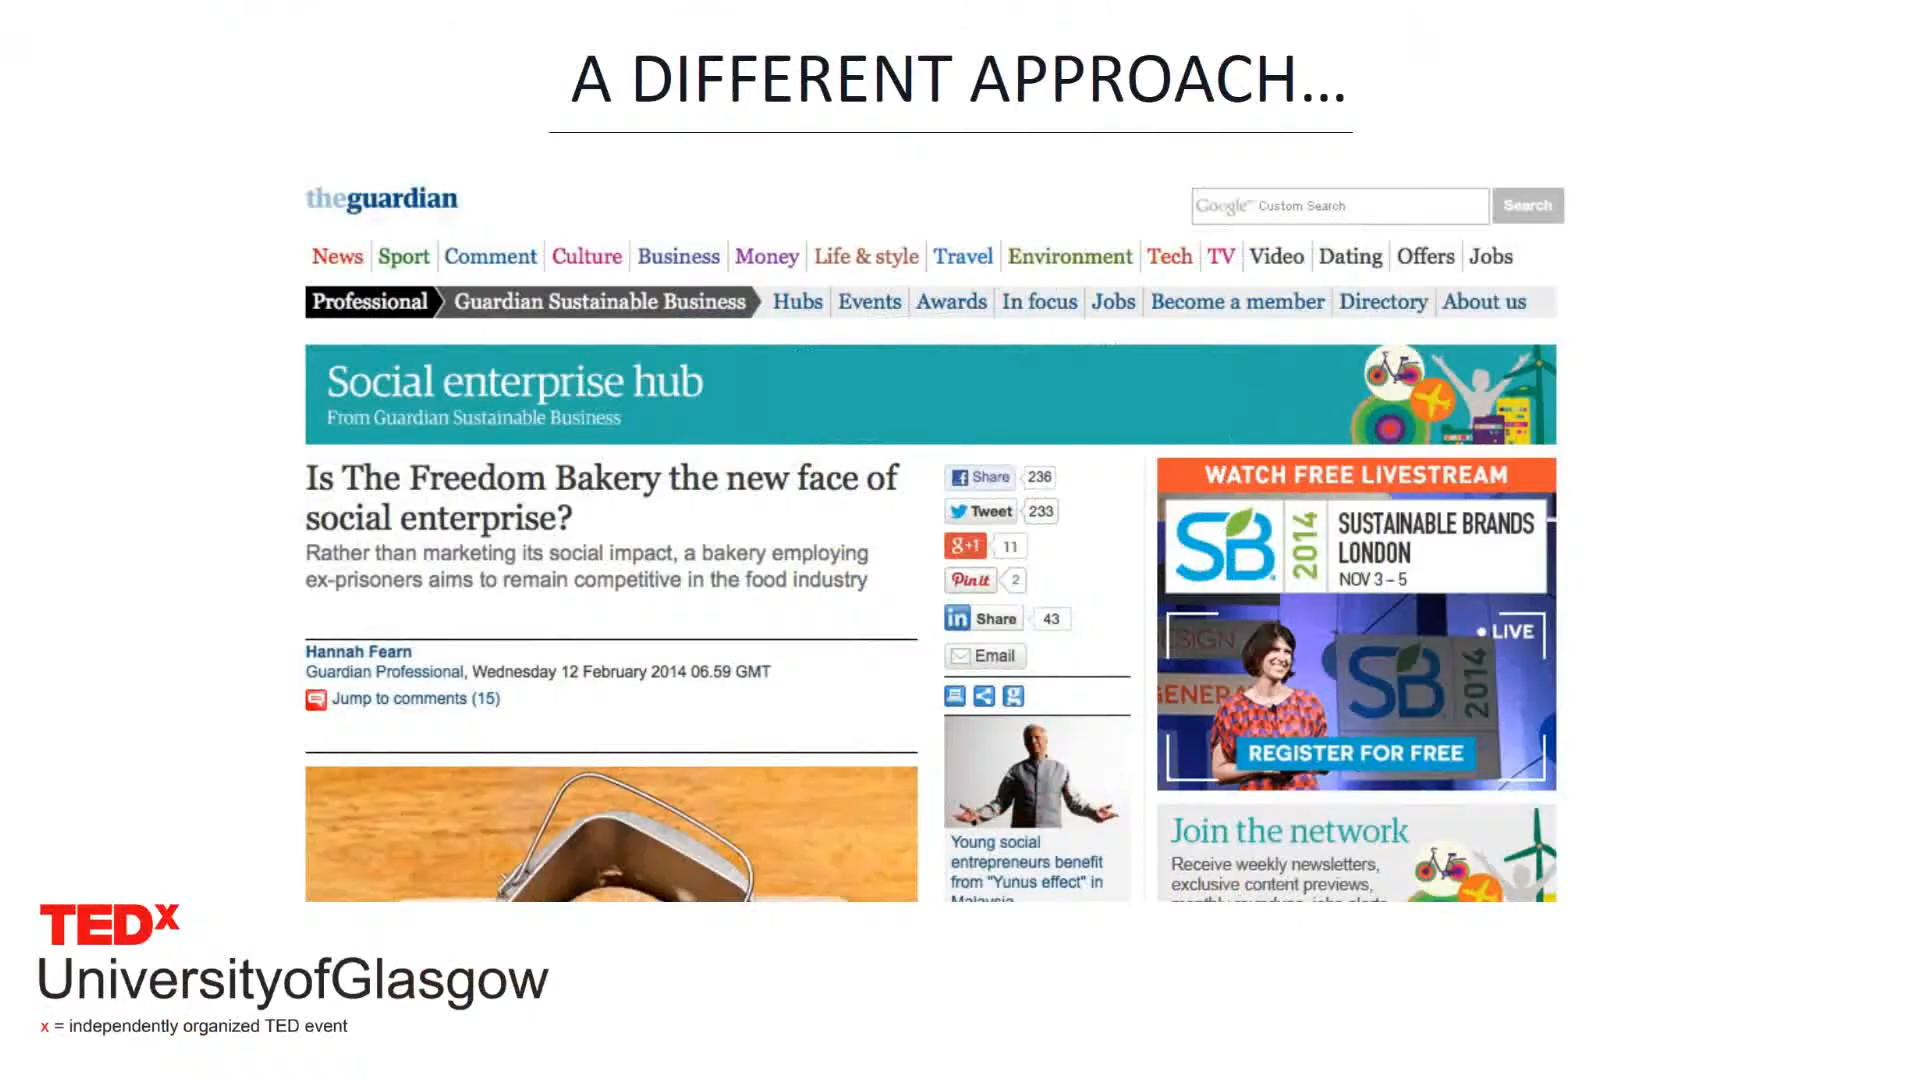 A DIFFERENT APPROACH...
theguardian
Google™ Custom Search
Search
News Sport Comment Culture Business Money Life & style Travel Environment Tech TV Video Dating Offers Jobs
Professional Guardian Sustainable Business Hubs Events Awards In focus Jobs Become a member Directory About us
Social enterprise hub
From Guardian Sustainable Business
Is The Freedom Bakery the new face of
social enterprise?
Rather than marketing its social impact, a bakery employing
ex-prisoners aims to remain competitive in the food industry
Hannah Fearn
Guardian Professional, Wednesday 12 February 2014 06.59 GMT
Jump to comments (15)
Share 236
Tweet 233
g+1 11
Pin it 2
in Share 43
Email
g
Young social
entrepreneurs benefit
from "Yunus effect" in
Malaysia
WATCH FREE LIVESTREAM
SB 2014
SUSTAINABLE BRANDS
LONDON
NOV 3 – 5
LIVE
ESIGN
GENERA
SB 2014
REGISTER FOR FREE
Join the network
Receive weekly newsletters,
exclusive content previews,
TEDx
UniversityofGlasgow
x = independently organized TED event